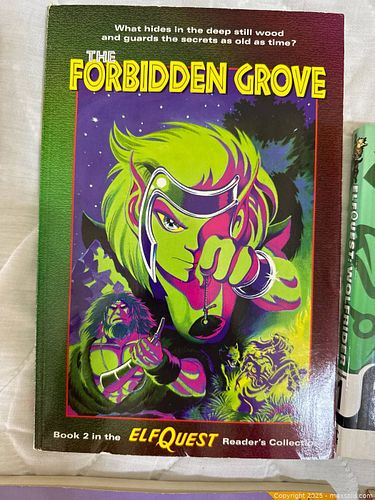 What hides in the deep still wood
and guards the secrets as old as time?
THE
FORBIDDEN GROVE
Book 2 in the ELFQUEST Reader's Collection
ELFQUEST: WOLFRIDER
Copyright 2025 - maxsold.com